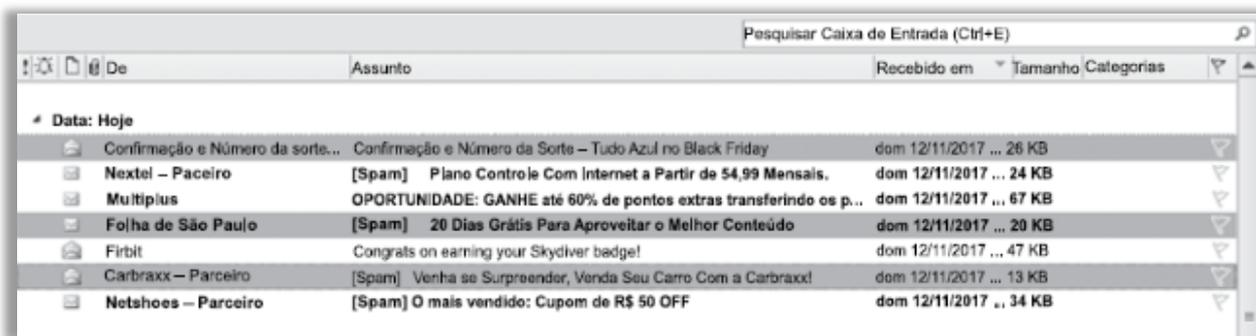 Pesquisar Caixa de Entrada (Ctrl+E)
! De Assunto Recebido em Tamanho Categorias
Data: Hoje
Confirmação e Número da sorte... Confirmação e Número da Sorte – Tudo Azul no Black Friday dom 12/11/2017 ... 26 KB
Nextel – Paceiro [Spam] Plano Controle Com Internet a Partir de 54,99 Mensais. dom 12/11/2017 ... 24 KB
Multiplus OPORTUNIDADE: GANHE até 60% de pontos extras transferindo os p... dom 12/11/2017 ... 67 KB
Folha de São Paulo [Spam] 20 Dias Grátis Para Aproveitar o Melhor Conteúdo dom 12/11/2017 ... 20 KB
Firbit Congrats on earning your Skydiver badge! dom 12/11/2017 ... 47 KB
Carbraxx – Parceiro [Spam] Venha se Surpreender, Venda Seu Carro Com a Carbraxx! dom 12/11/2017 ... 13 KB
Netshoes – Parceiro [Spam] O mais vendido: Cupom de R$ 50 OFF dom 12/11/2017 ... 34 KB